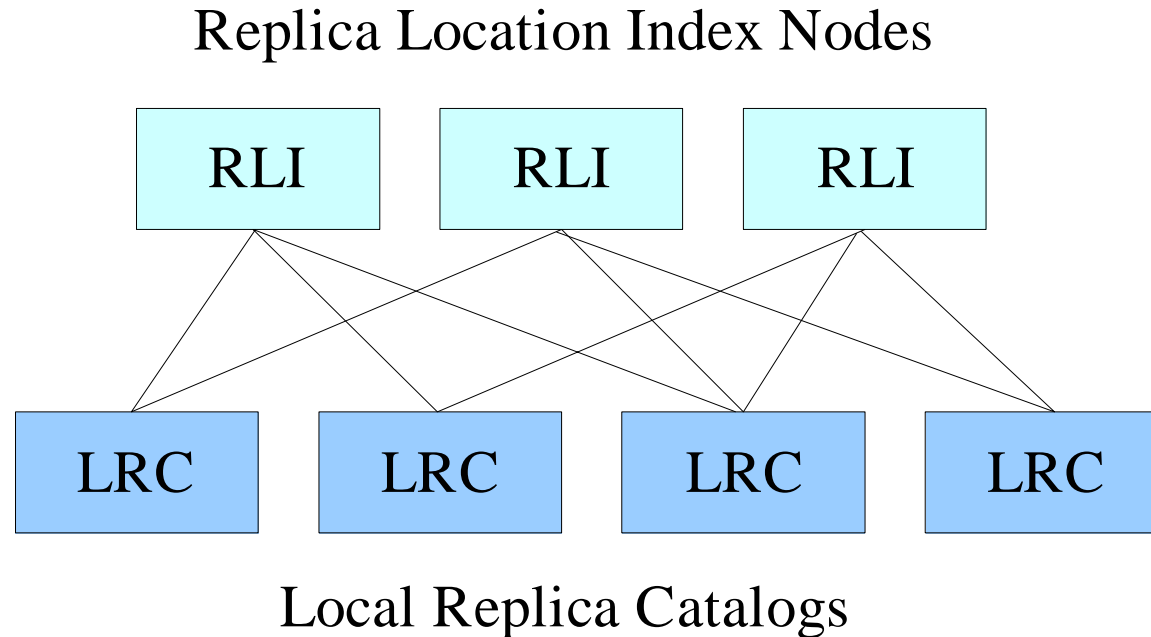 Replica Location Index Nodes
RLI RLI RLI
LRC LRC LRC LRC
Local Replica Catalogs